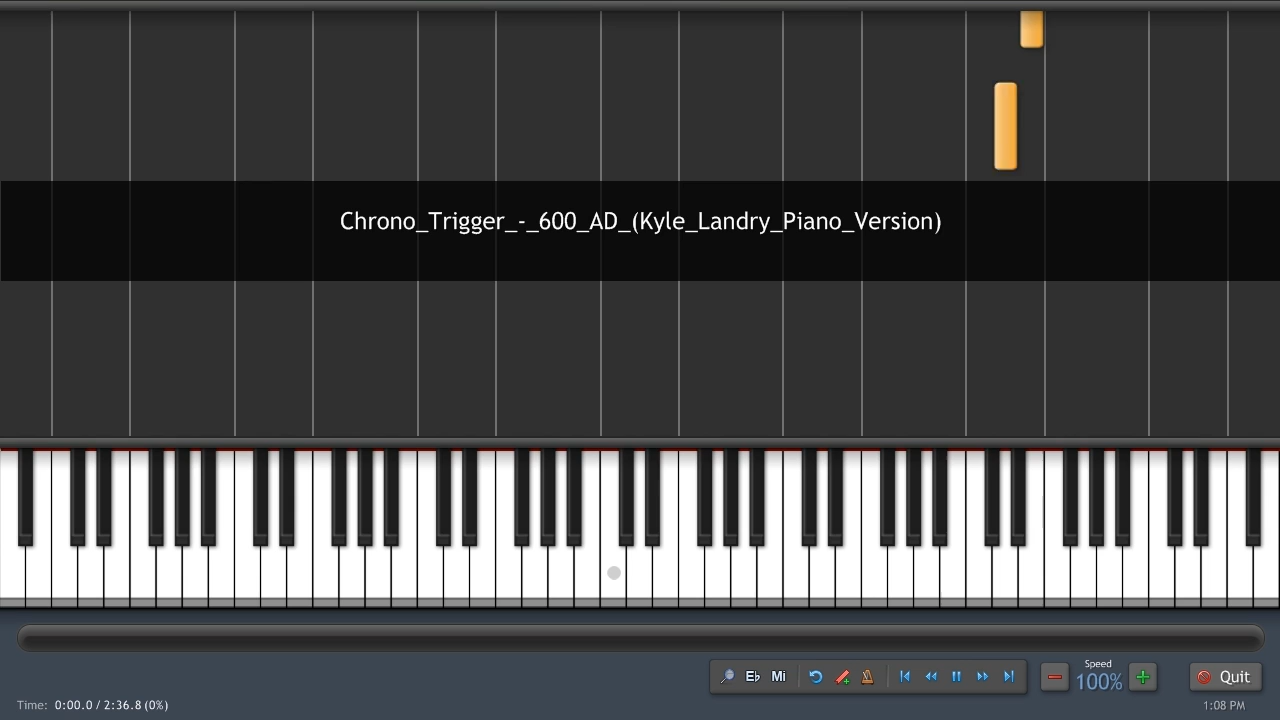 Chrono_Trigger_-_600_AD_(Kyle_Landry_Piano_Version)
E♭ Mi
Speed
100%
Quit
Time: 0:00.0 / 2:36.8 (0%)
1:08 PM